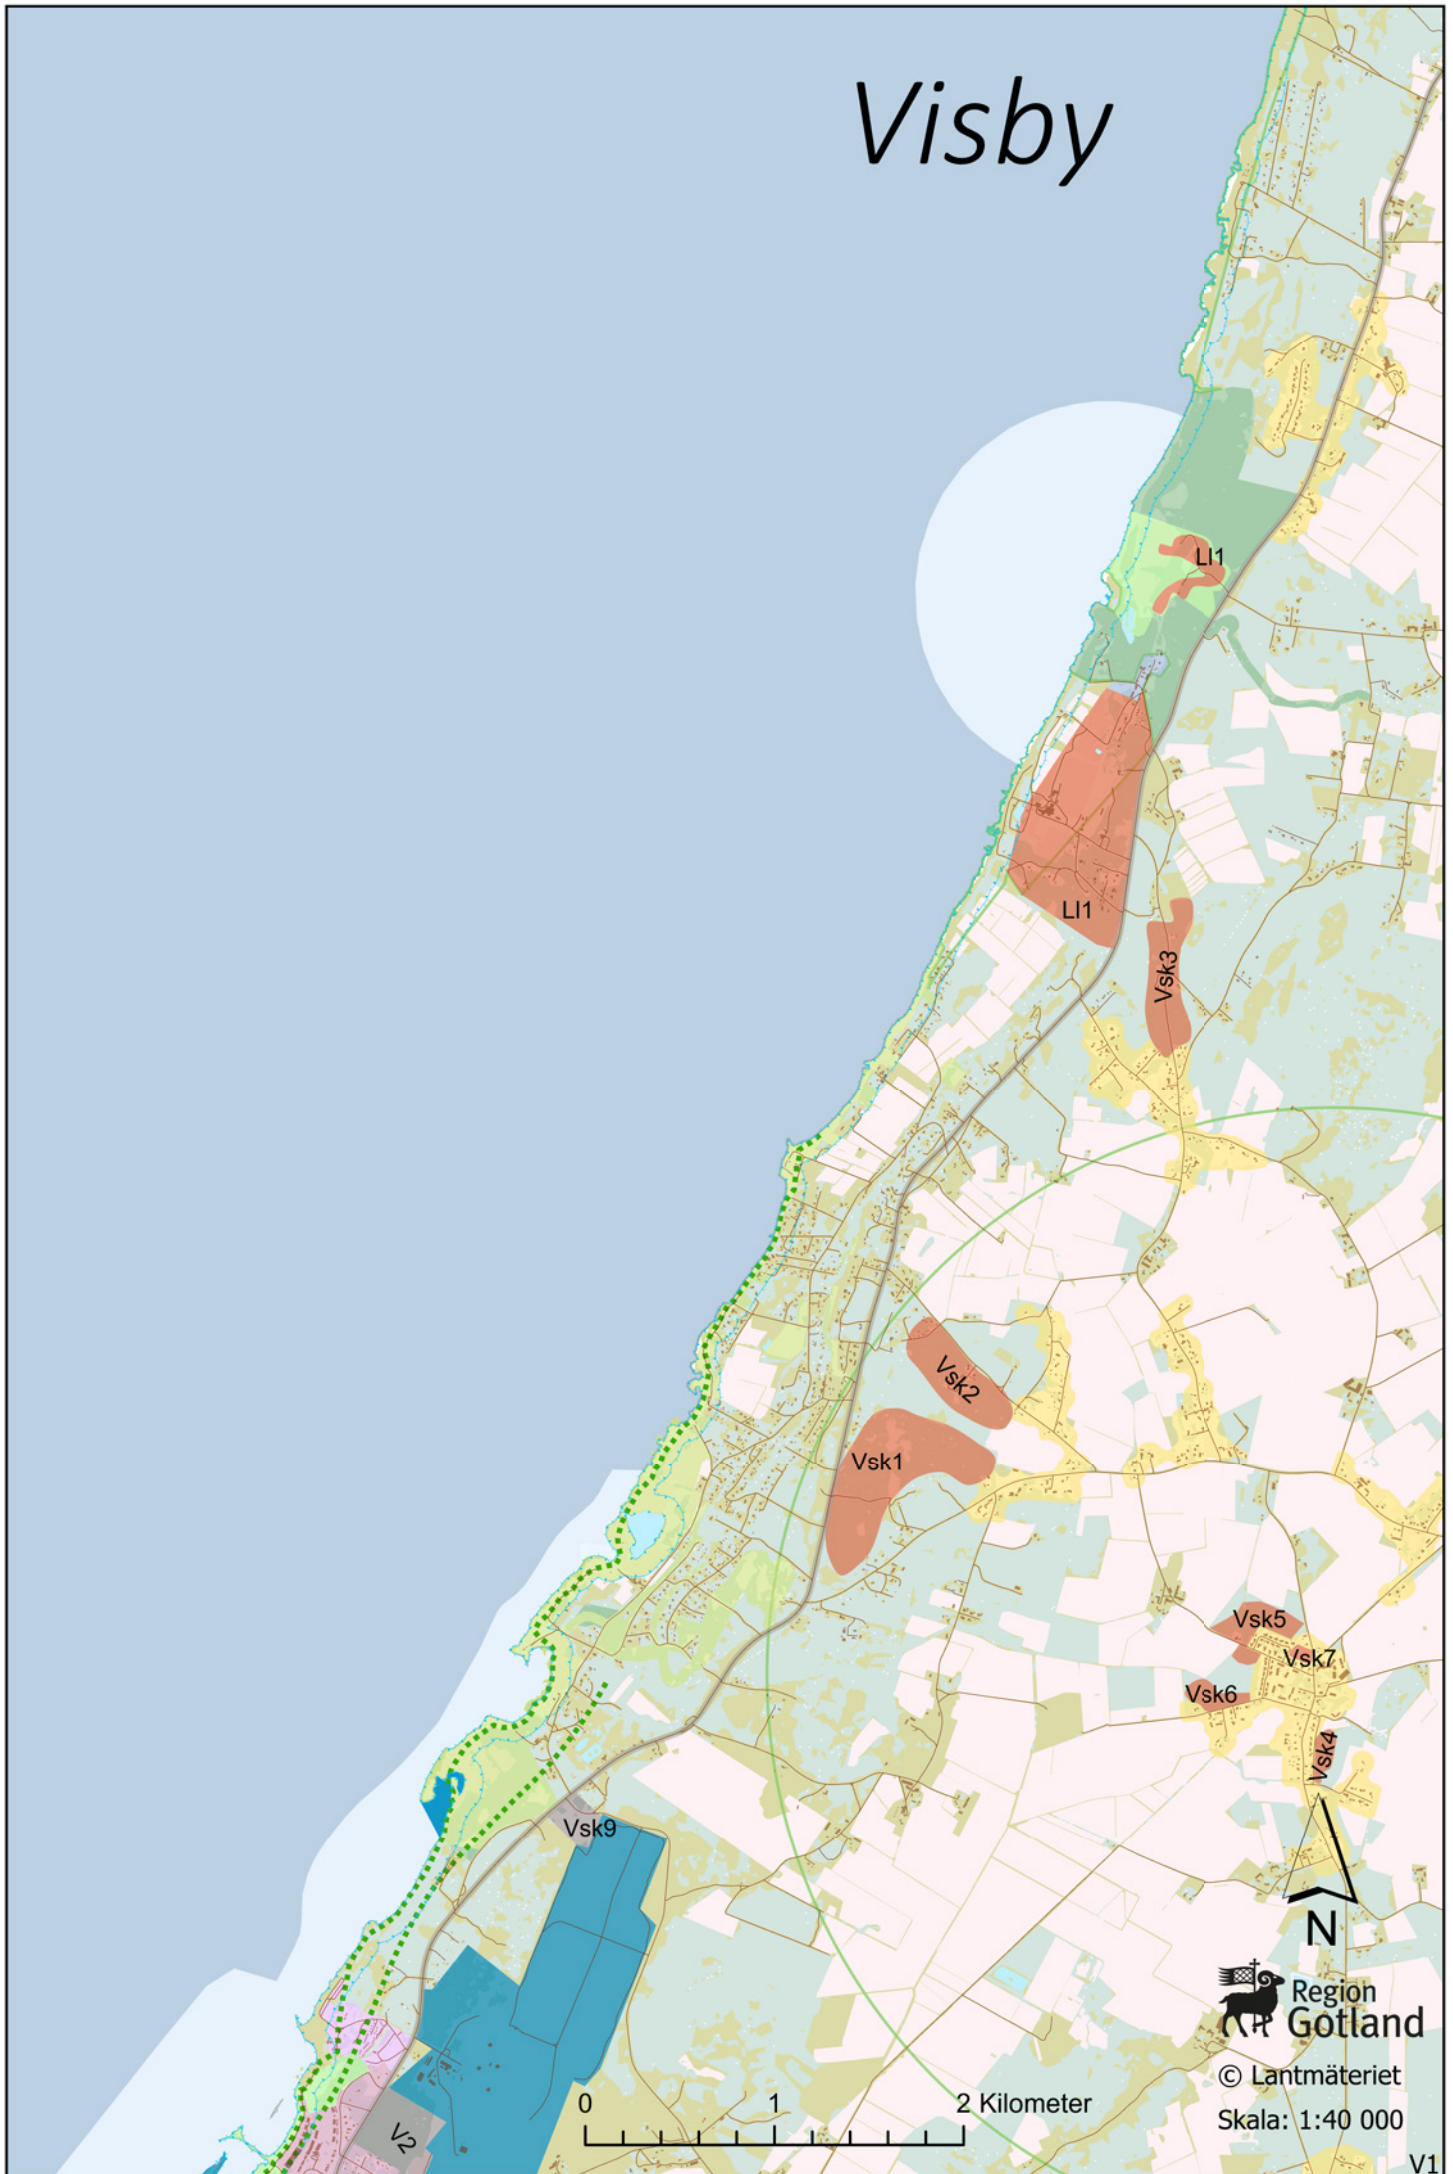 Visby
Ll1
Ll1
Vsk3
Vsk2
Vsk1
Vsk5
Vsk7
Vsk6
Vsk4
Vsk9
N
Region
Gotland
© Lantmäteriet
0 1 2 Kilometer
Skala: 1:40 000
V2
V1